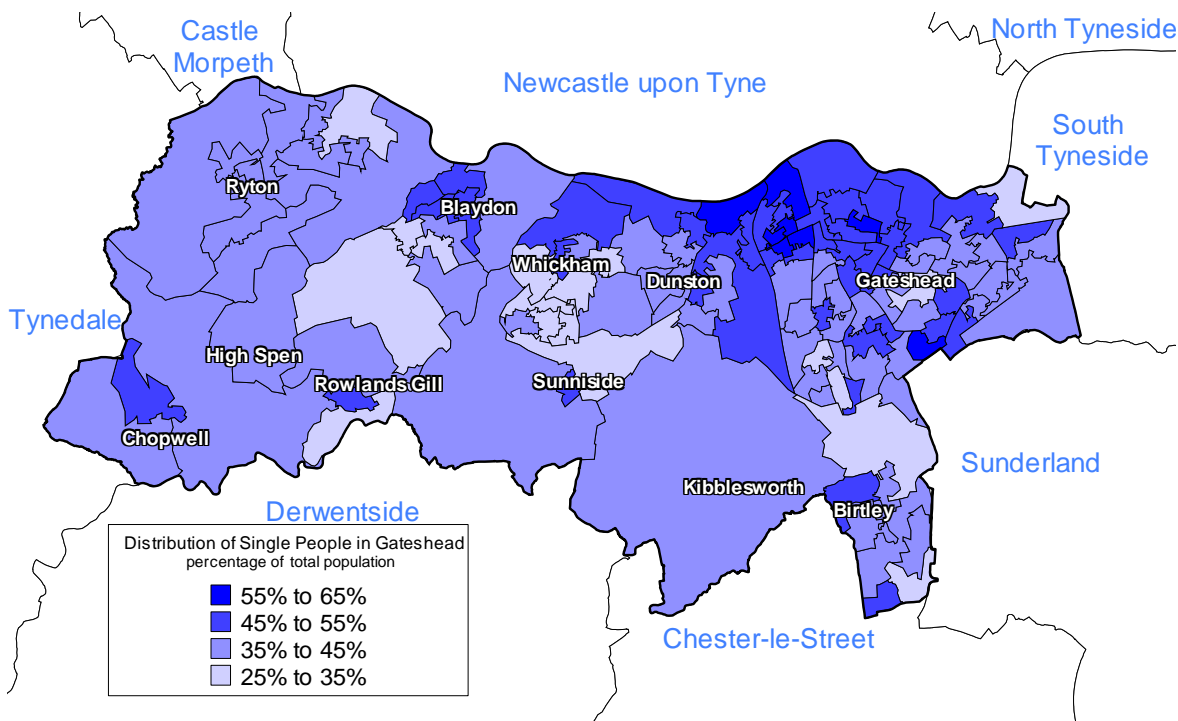 Castle
Morpeth
North Tyneside
Newcastle upon Tyne
South
Tyneside
Ryton
Blaydon
Whickham
Dunston
Gateshead
Tynedale
High Spen
Rowlands Gill
Sunniside
Chopwell
Sunderland
Kibblesworth
Birtley
Derwentside
Distribution of Single People in Gateshead
percentage of total population
55% to 65%
45% to 55%
35% to 45%
25% to 35%
Chester-le-Street